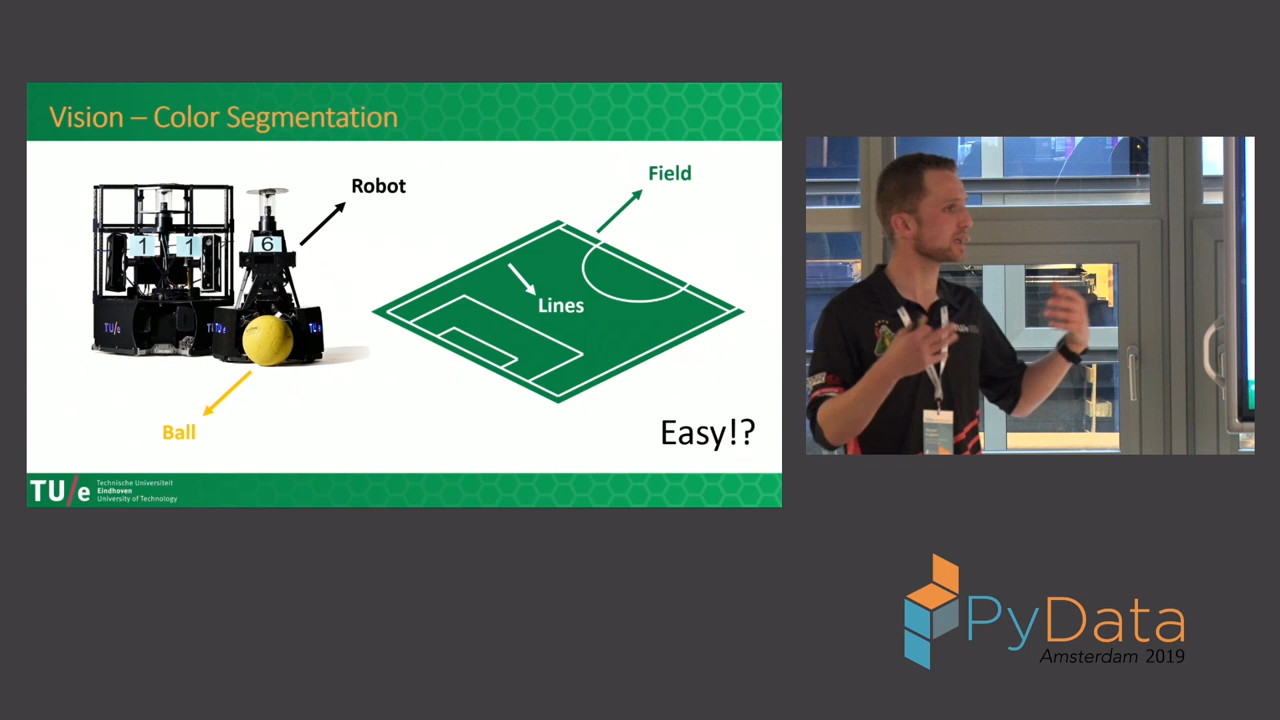 Vision – Color Segmentation
Robot
Field
1 1
6
Lines
TU/e
TU/e
TU/e
Ball
Easy!?
TU/e
Technische Universiteit
Eindhoven
University of Technology
PyData
Amsterdam 2019